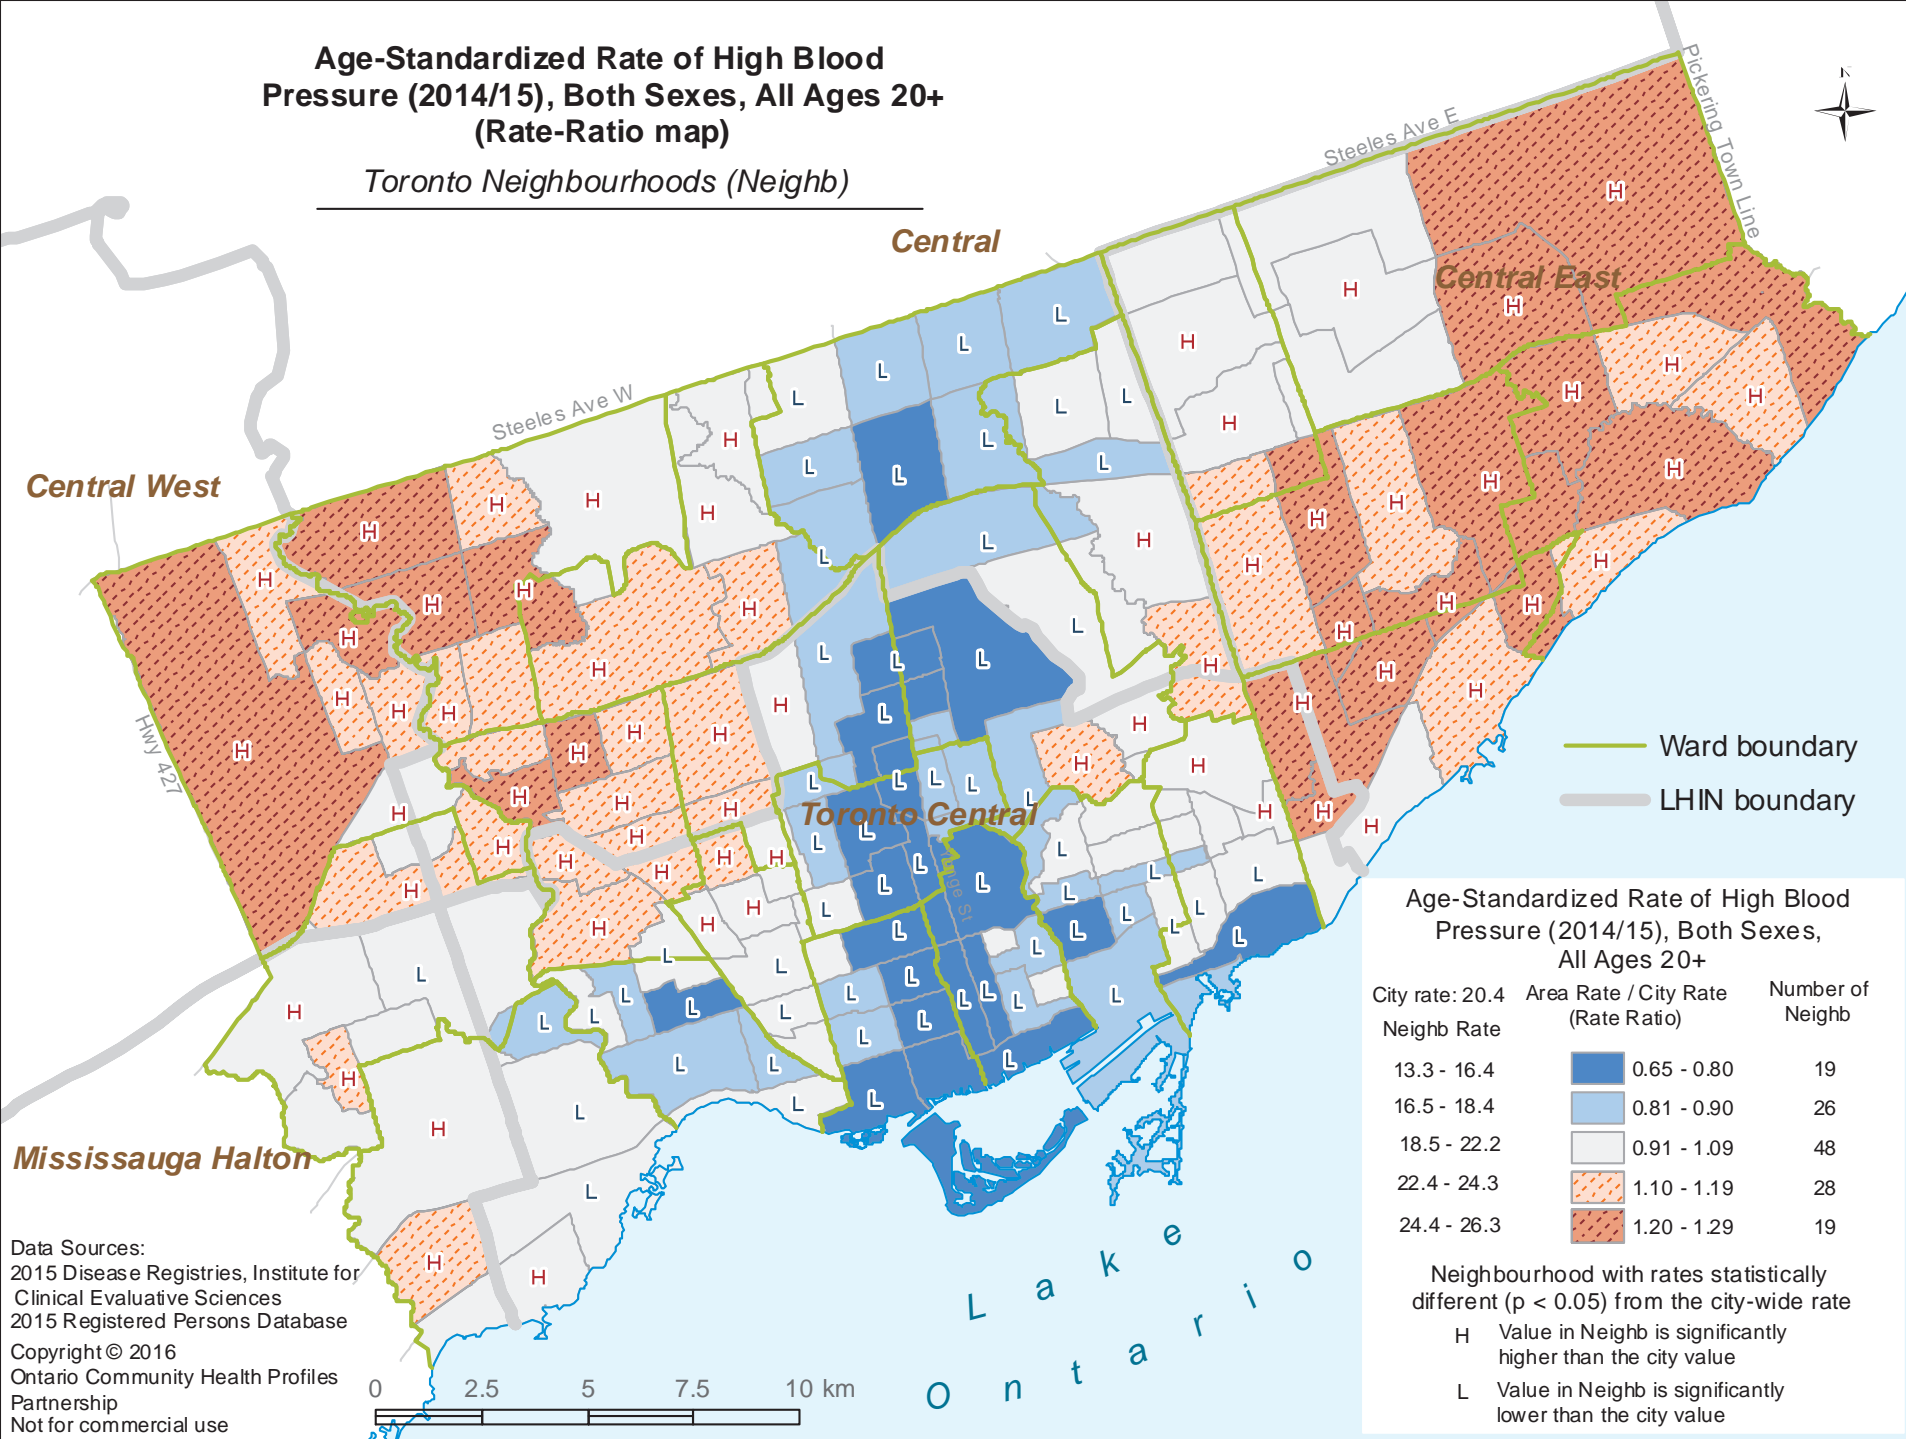 Age-Standardized Rate of High Blood
Pressure (2014/15), Both Sexes, All Ages 20+
(Rate-Ratio map)
Toronto Neighbourhoods (Neighb)
N
Pickering Town Line
Steeles Ave E
Central
Central East
Steeles Ave W
Central West
Hwy 427
Toronto Central
Yonge St
Mississauga Halton
Lake
Ontario
Ward boundary
LHIN boundary
Age-Standardized Rate of High Blood
Pressure (2014/15), Both Sexes,
All Ages 20+
City rate: 20.4 Area Rate / City Rate Number of
Neighb Rate (Rate Ratio) Neighb
13.3 - 16.4 0.65 - 0.80 19
16.5 - 18.4 0.81 - 0.90 26
18.5 - 22.2 0.91 - 1.09 48
22.4 - 24.3 1.10 - 1.19 28
24.4 - 26.3 1.20 - 1.29 19
Neighbourhood with rates statistically
different (p < 0.05) from the city-wide rate
H Value in Neighb is significantly
higher than the city value
L Value in Neighb is significantly
lower than the city value
Data Sources:
2015 Disease Registries, Institute for
Clinical Evaluative Sciences
2015 Registered Persons Database
Copyright © 2016
Ontario Community Health Profiles
Partnership
Not for commercial use
0 2.5 5 7.5 10 km